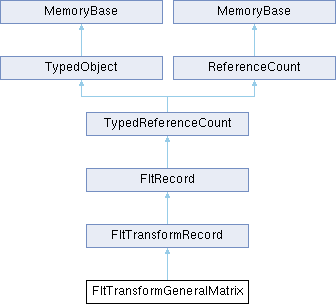 MemoryBase
MemoryBase
TypedObject
ReferenceCount
TypedReferenceCount
FltRecord
FltTransformRecord
FltTransformGeneralMatrix